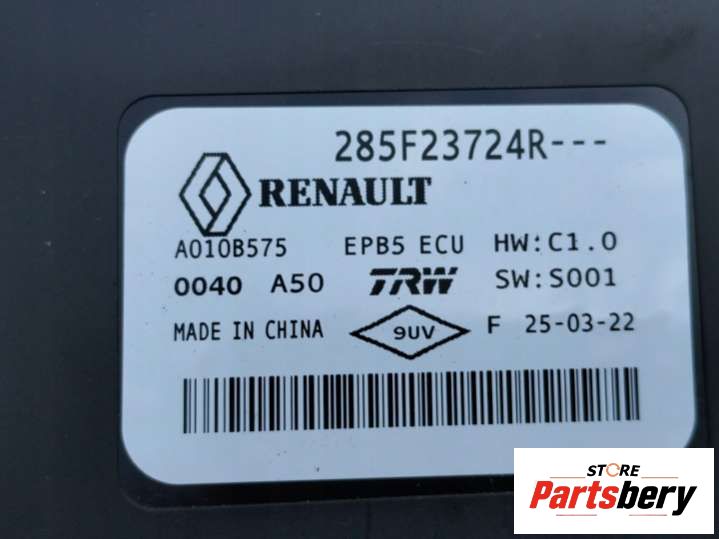 285F23724R---
RENAULT
A010B575 EPB5 ECU HW:C1.0
0040 A50 TRW SW:S001
MADE IN CHINA 9UV F 25-03-22
STORE
Partsbery